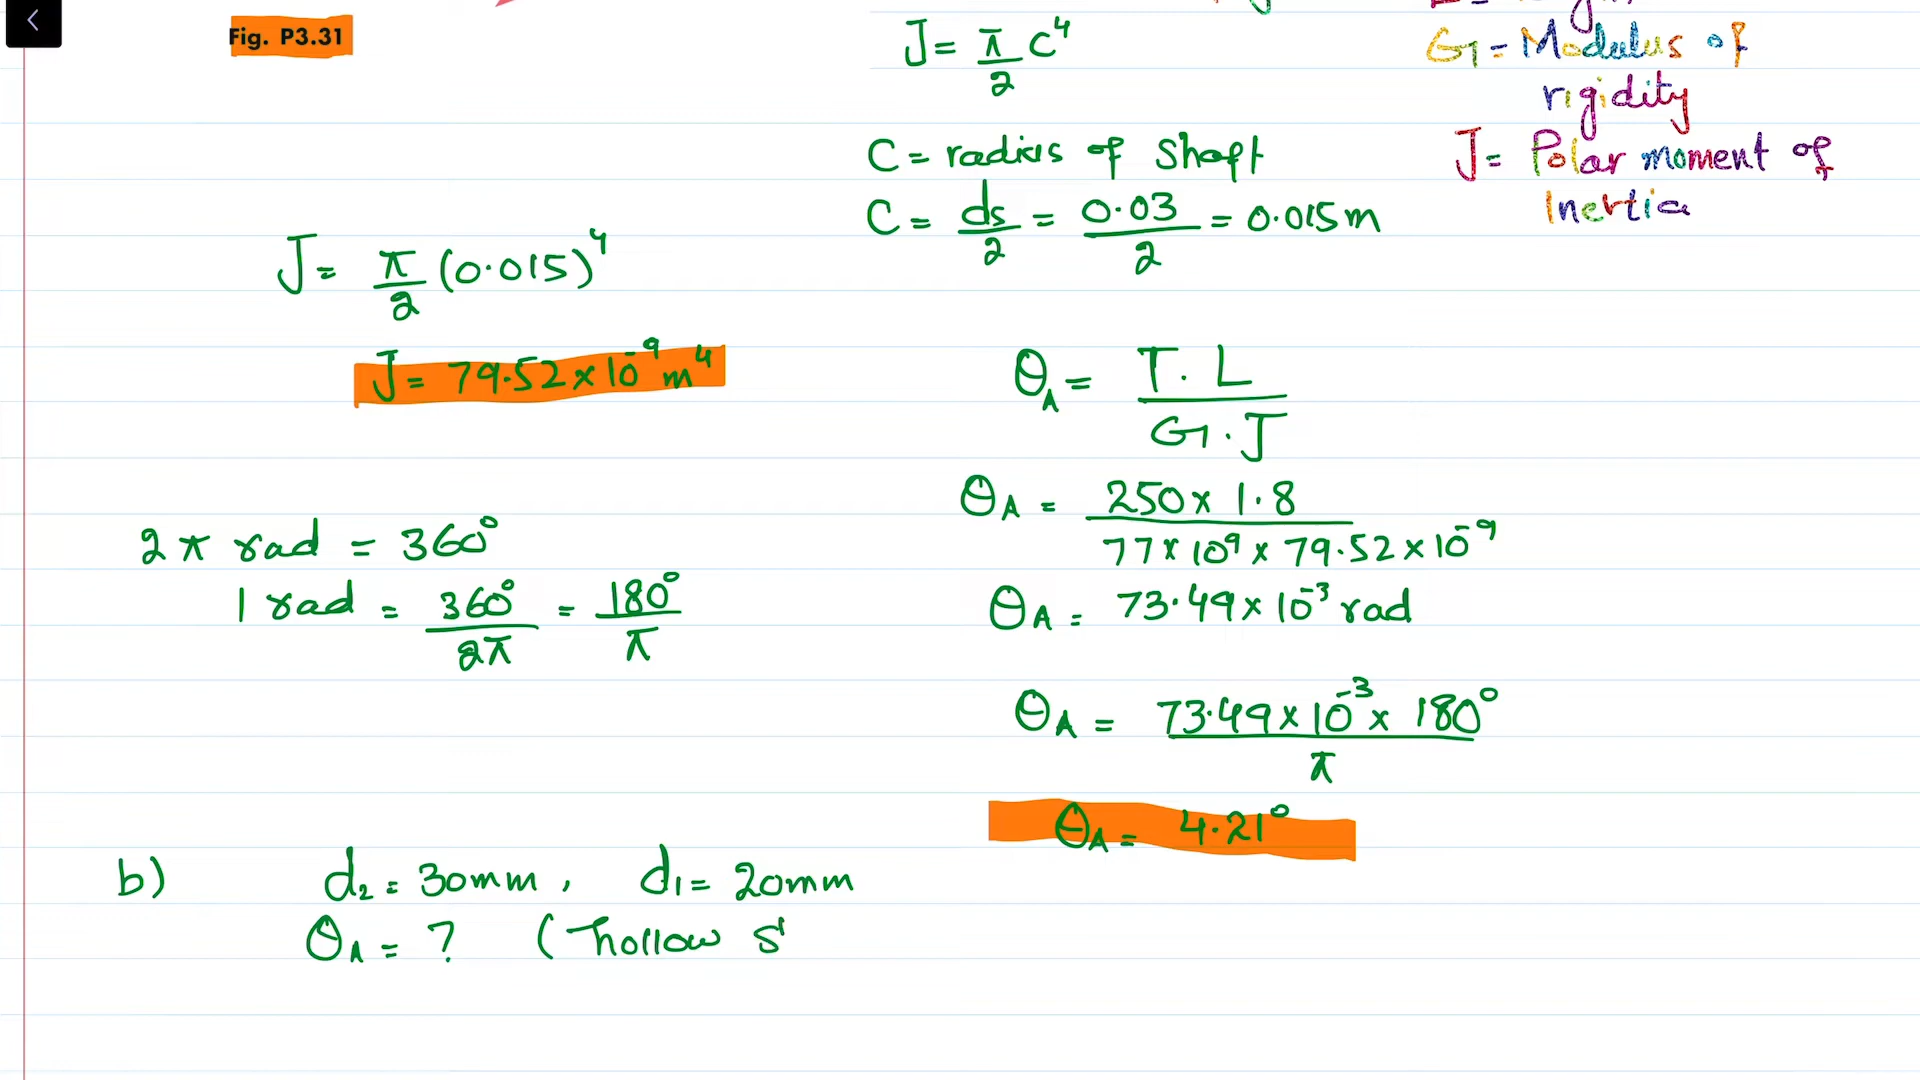 Fig. P3.31
J = π/2 C⁴
G = Modulus of
rigidity
J = Polar moment of
Inertia
C = radius of Shaft
C = ds/2 = 0.03/2 = 0.015m
J = π/2 (0.015)⁴
J = 79.52 × 10⁻⁹ m⁴
θA = T. L / G. J
θA = 250 × 1.8 / 77 × 10⁹ × 79.52 × 10⁻⁹
θA = 73.49 × 10⁻³ rad
2π rad = 360°
1 rad = 360°/2π = 180°/π
θA = 73.49 × 10⁻³ × 180° / π
θA = 4.21°
b) d₂ = 30mm, d₁ = 20mm
θA = ? (hollow s